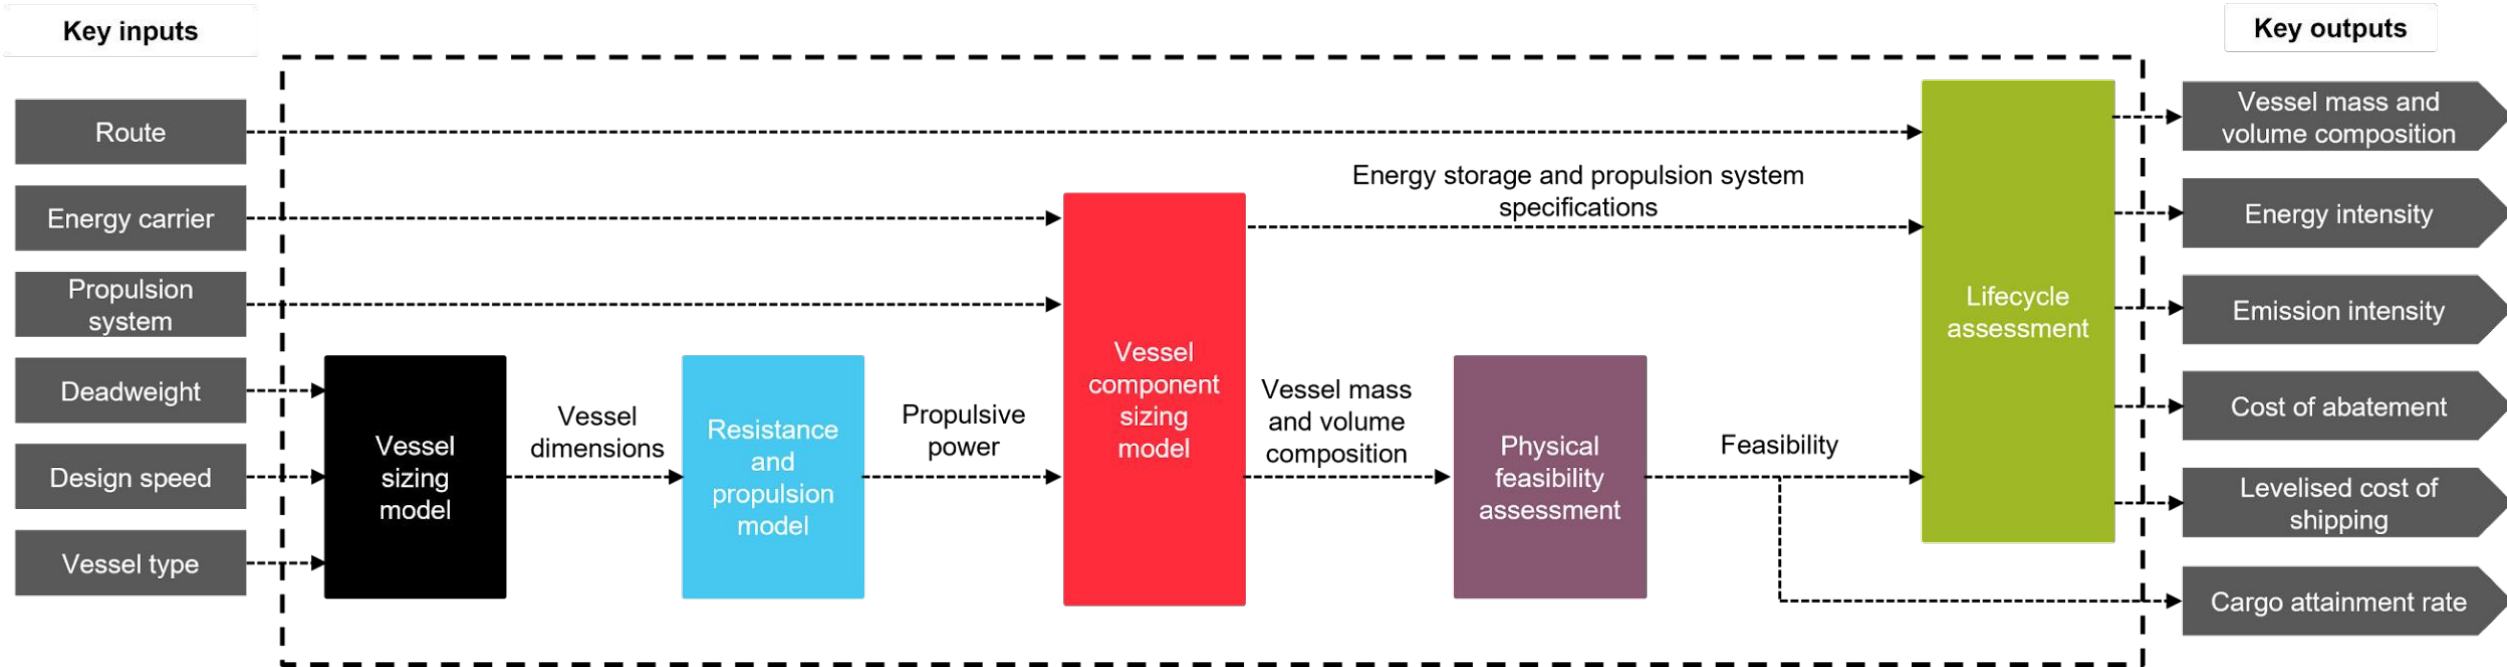 Key inputs
Key outputs
Route
Energy carrier
Propulsion
system
Deadweight
Design speed
Vessel type
Vessel
sizing
model
Vessel
dimensions
Resistance
and
propulsion
model
Propulsive
power
Vessel
component
sizing
model
Energy storage and propulsion system
specifications
Vessel mass
and volume
composition
Physical
feasibility
assessment
Feasibility
Lifecycle
assessment
Vessel mass and
volume composition
Energy intensity
Emission intensity
Cost of abatement
Levelised cost of
shipping
Cargo attainment rate